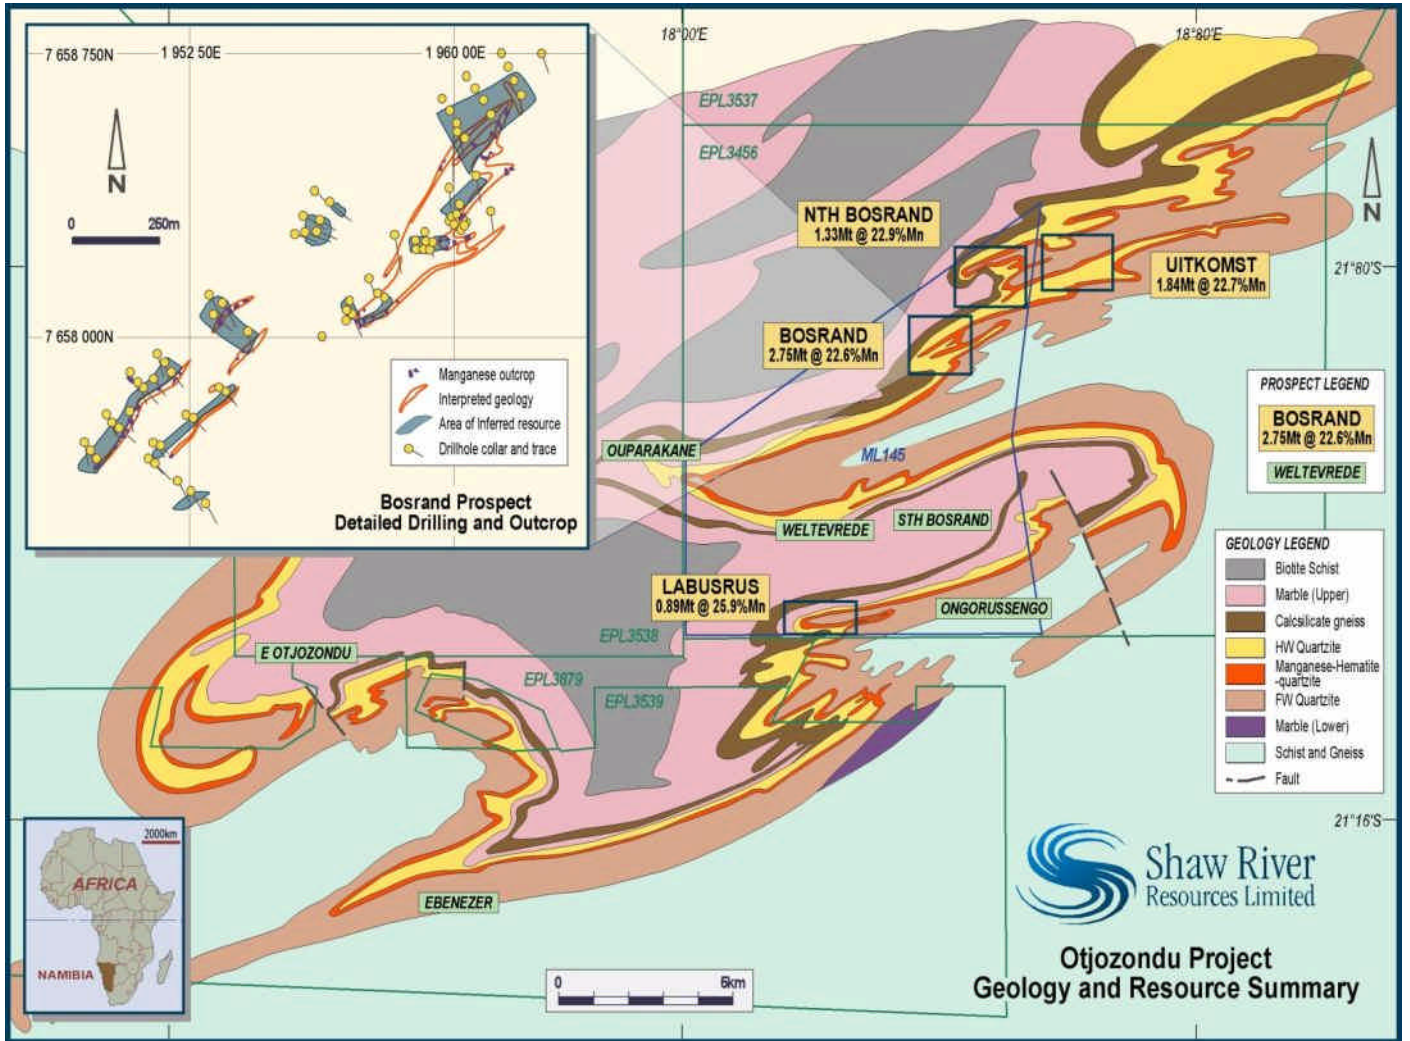 7 658 750N
1 952 50E
1 960 00E
N
0
250m
7 658 000N
Manganese outcrop
Interpreted geology
Area of Inferred resource
Drillhole collar and trace
Bosrand Prospect
Detailed Drilling and Outcrop
18°00'E
18°80'E
EPL3537
EPL3456
N
NTH BOSRAND
1.33Mt @ 22.9%Mn
21°80'S
UITKOMST
1.84Mt @ 22.7%Mn
BOSRAND
2.75Mt @ 22.6%Mn
PROSPECT LEGEND
BOSRAND
2.75Mt @ 22.6%Mn
WELTEVREDE
OUPARAKANE
ML145
WELTEVREDE
STH BOSRAND
GEOLOGY LEGEND
Biotite Schist
Marble (Upper)
Calcsilicate gneiss
HW Quartzite
Manganese-Hematite
-quartzite
FW Quartzite
Marble (Lower)
Schist and Gneiss
Fault
LABUSRUS
0.89Mt @ 25.9%Mn
ONGORUSSENGO
EPL3538
E OTJOZONDU
EPL3879
EPL3539
21°16'S
2000km
AFRICA
NAMIBIA
EBENEZER
Shaw River
Resources Limited
0
5km
Otjozondu Project
Geology and Resource Summary